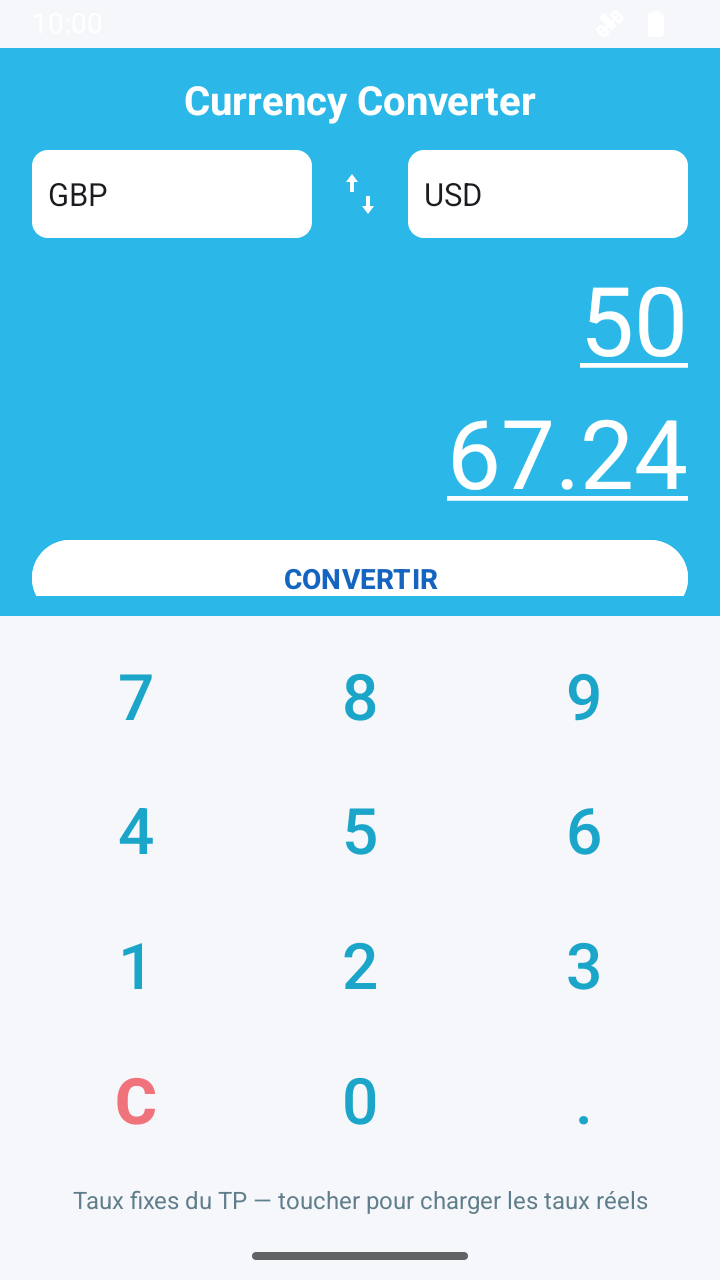 10:00
Currency Converter
GBP
USD
50
67.24
CONVERTIR
7 8 9
4 5 6
1 2 3
C 0 .
Taux fixes du TP — toucher pour charger les taux réels